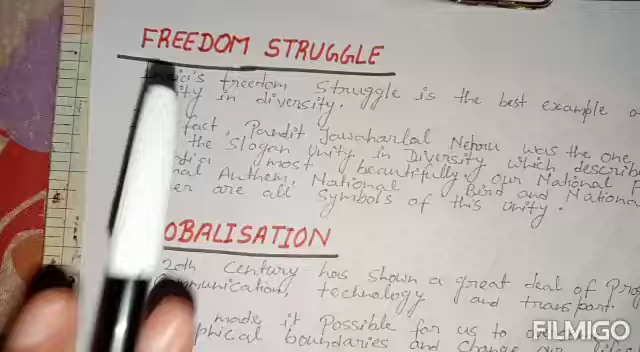 FREEDOM STRUGGLE
freedom Struggle is the best example
in diversity.
fact, Pandit Jawaharlal Nehru was the one,
the Slogan Unity in Diversity which describe
most beautifully. our National
Anthem, National Bird and National
are all Symbols of this unity.
OBALISATION
20th Century has shown a great deal of
technology and transport.
made it Possible for us to
boundaries and change our
FILMIGO